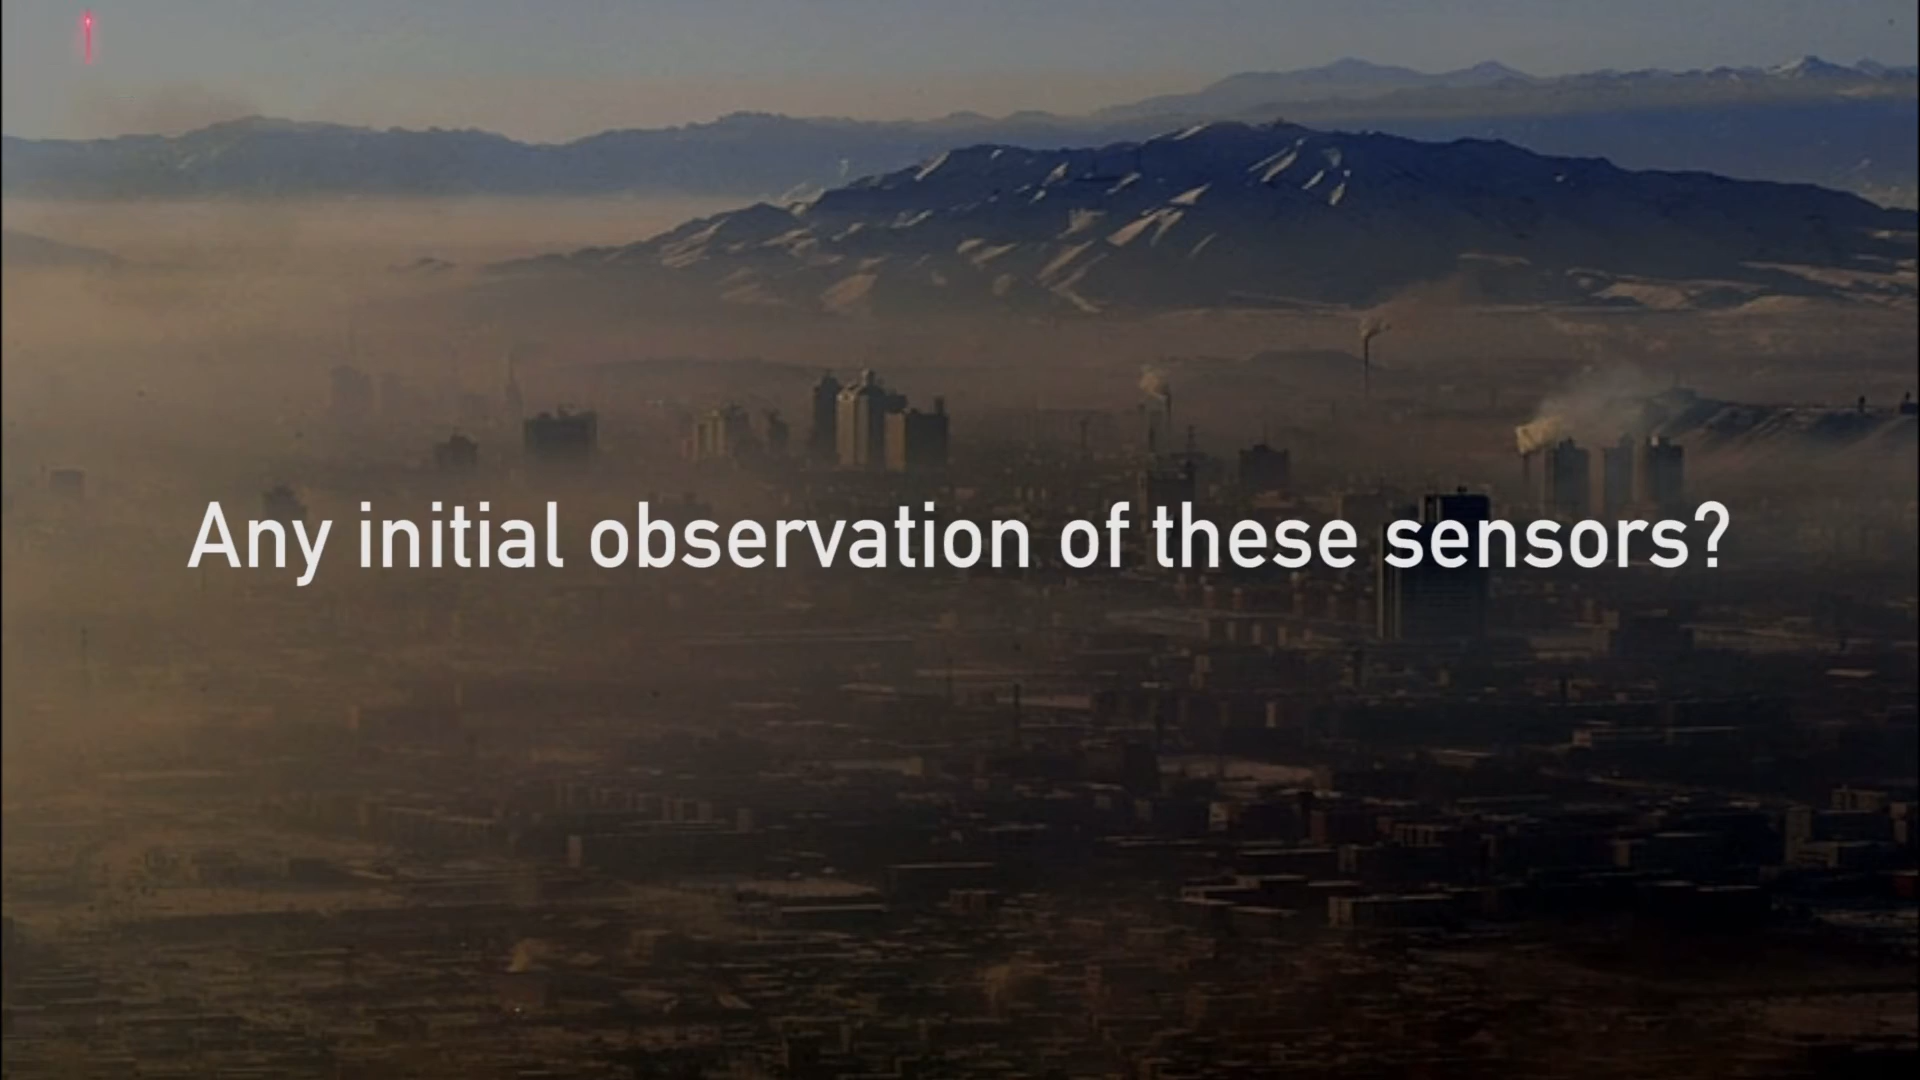 Any initial observation of these sensors?